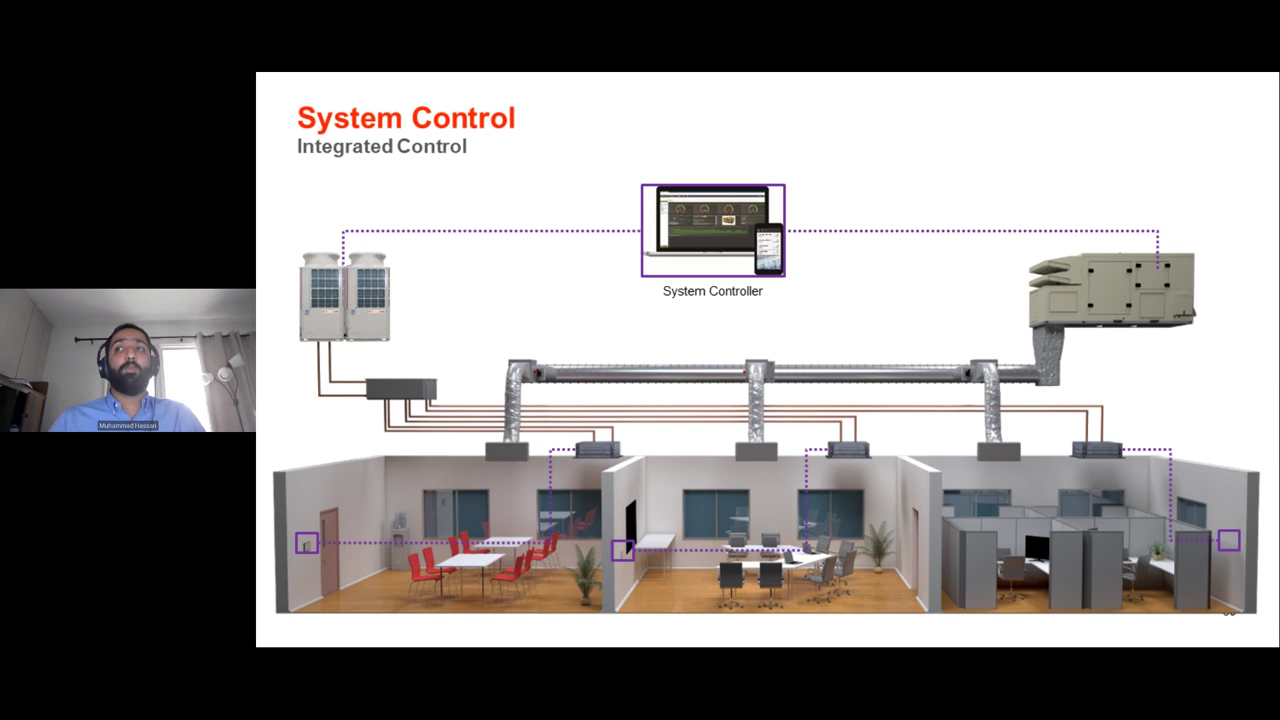 System Control
Integrated Control
System Controller
Muhammad Hassan